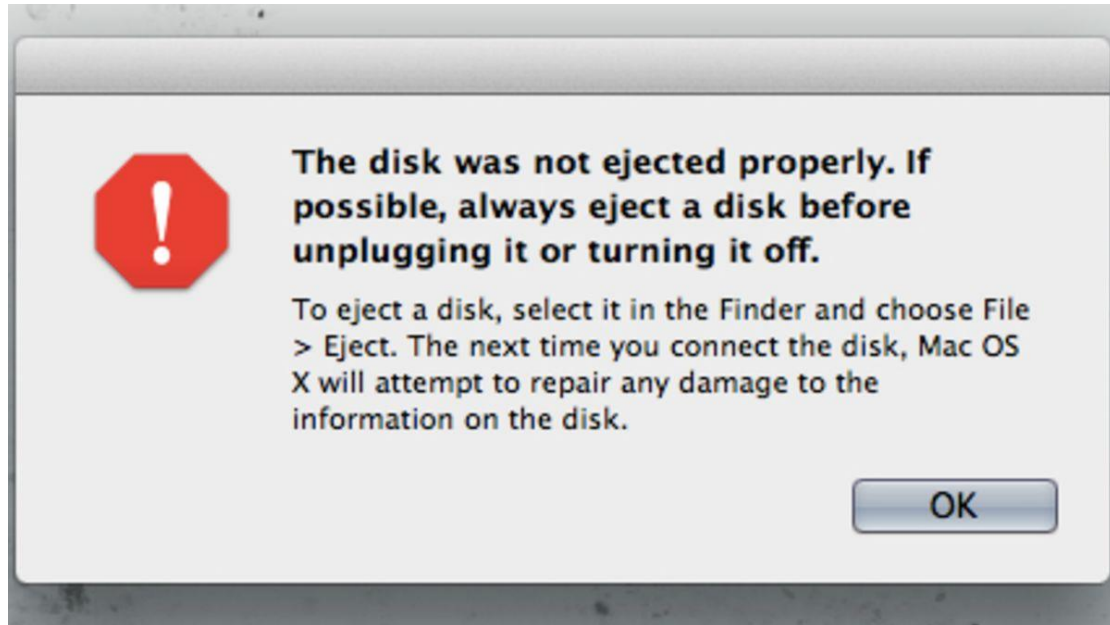 The disk was not ejected properly. If
possible, always eject a disk before
unplugging it or turning it off.
To eject a disk, select it in the Finder and choose File
> Eject. The next time you connect the disk, Mac OS
X will attempt to repair any damage to the
information on the disk.
OK